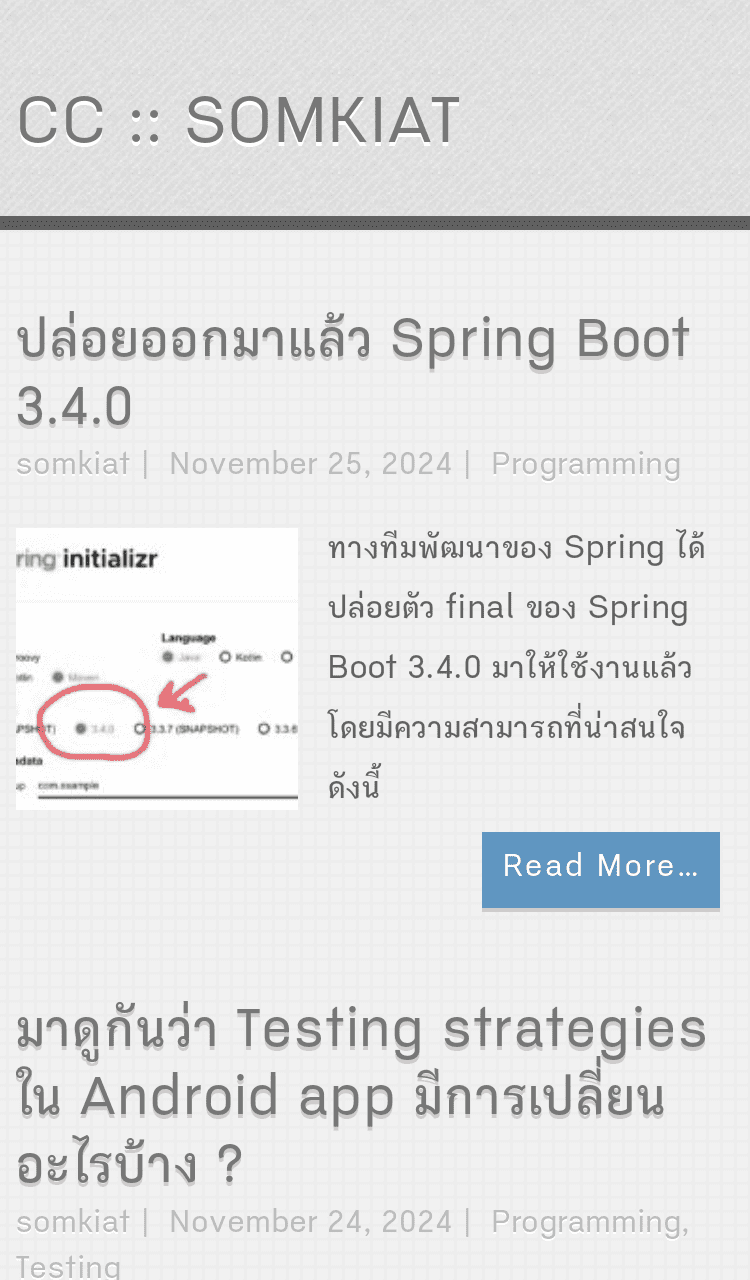 CC :: SOMKIAT
ปล่อยออกมาแล้ว Spring Boot
3.4.0
somkiat | November 25, 2024 | Programming
ring initializr
Language
roovy
Java
Kotlin
Maven
3.4.0
3.3.7 (SNAPSHOT)
3.3.6
adata
com.example
ทางทีมพัฒนาของ Spring ได้
ปล่อยตัว final ของ Spring
Boot 3.4.0 มาให้ใช้งานแล้ว
โดยมีความสามารถที่น่าสนใจ
ดังนี้
Read More…
มาดูกันว่า Testing strategies
ใน Android app มีการเปลี่ยน
อะไรบ้าง ?
somkiat | November 24, 2024 | Programming,
Testing